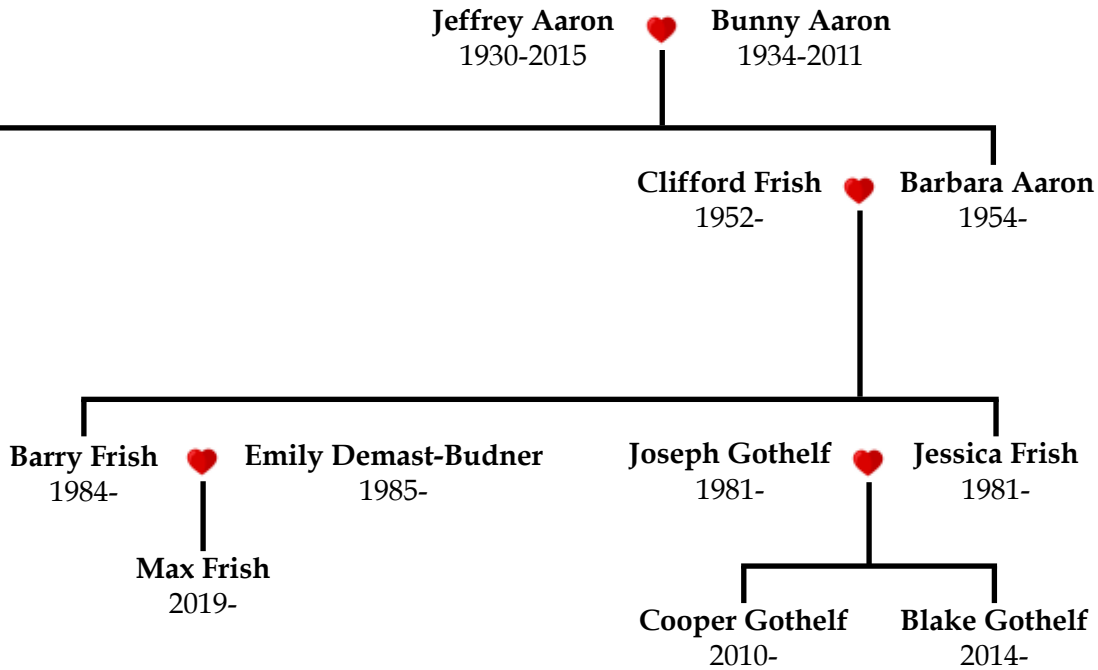 Jeffrey Aaron
1930-2015
Bunny Aaron
1934-2011
Clifford Frish
1952-
Barbara Aaron
1954-
Barry Frish
1984-
Emily Demast-Budner
1985-
Joseph Gothelf
1981-
Jessica Frish
1981-
Max Frish
2019-
Cooper Gothelf
2010-
Blake Gothelf
2014-